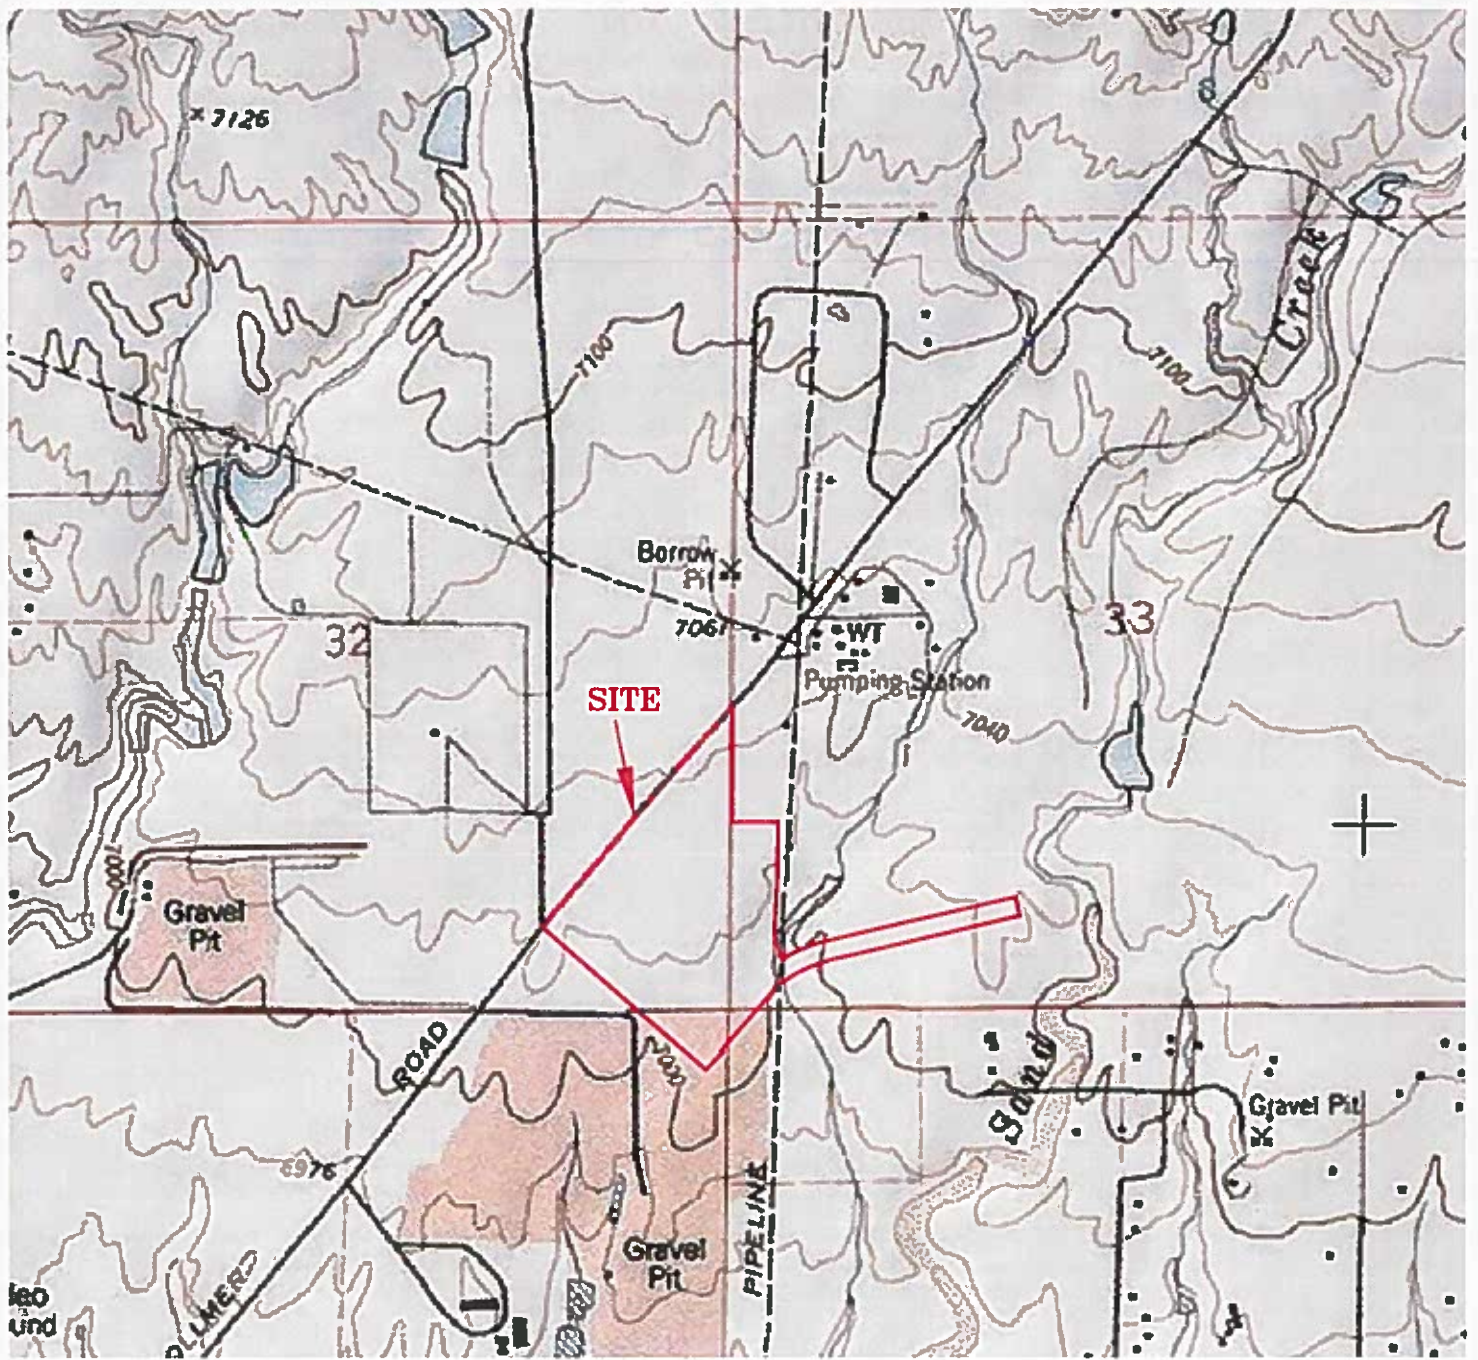 7126
Creek
7100
7100
Borrow
Pit
7061
32
33
WT
Pumping Station
SITE
7040
7000
Gravel
Pit
ROAD
7000
Sand
Gravel Pit
6976
PIPELINE
Gravel
Pit